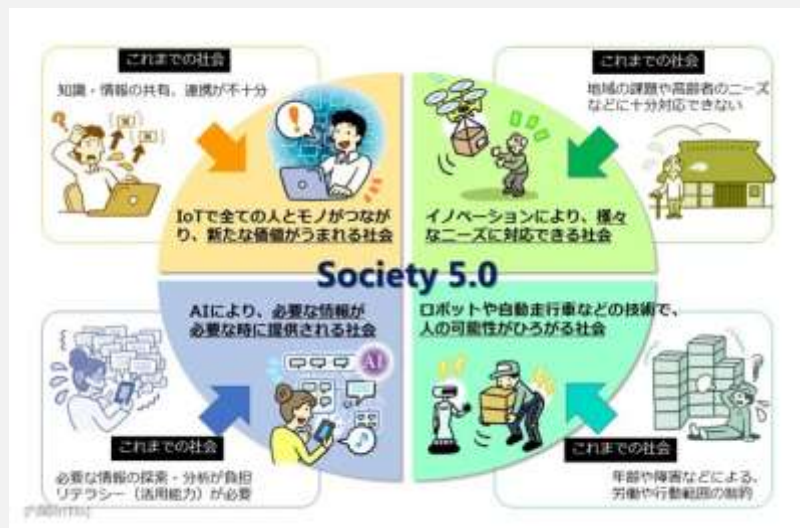 これまでの社会
知識・情報の共有、連携が不十分
IoTで全ての人とモノがつなが
り、新たな価値がうまれる社会
これまでの社会
地域の課題や高齢者のニーズ
などに十分対応できない
イノベーションにより、様々
なニーズに対応できる社会
Society 5.0
AIにより、必要な情報が
必要な時に提供される社会
AI
これまでの社会
必要な情報の探索・分析が負担
リテラシー(活用能力)が必要
ロボットや自動走行車などの技術で、
人の可能性がひろがる社会
これまでの社会
年齢や障害などによる、
労働や行動範囲の制約